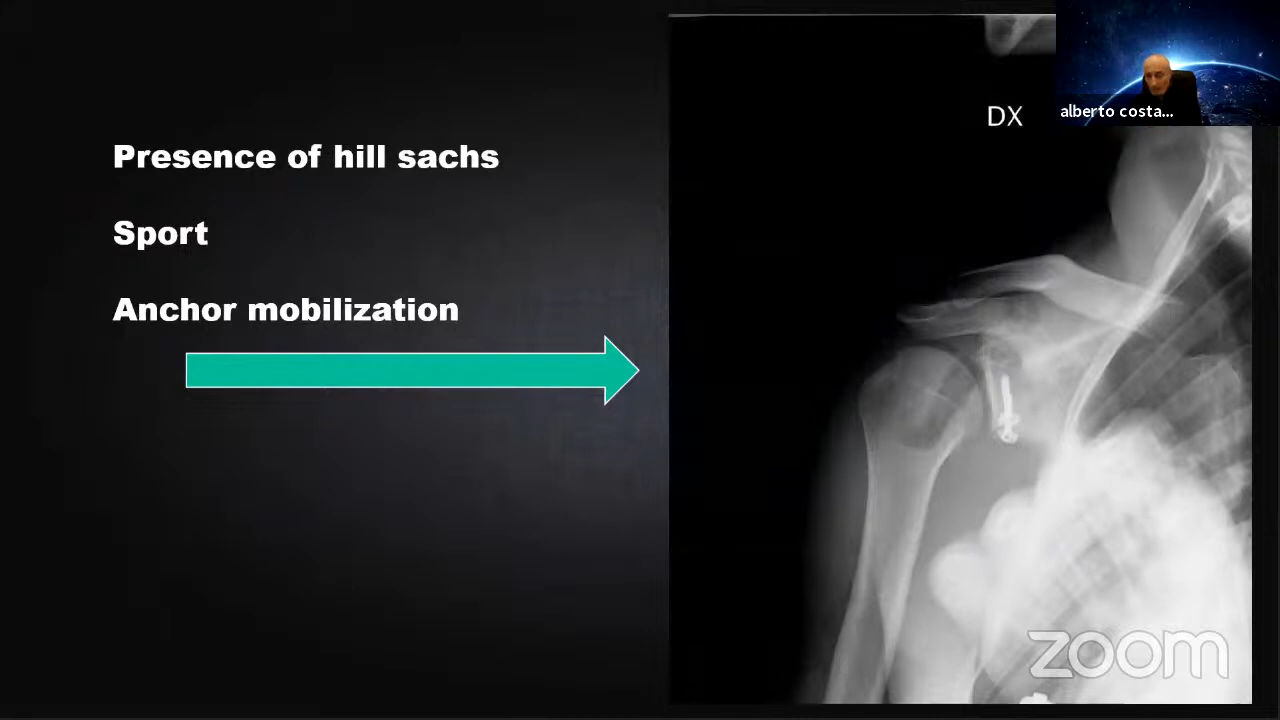 Presence of hill sachs
Sport
Anchor mobilization
DX
alberto costa...
zoom